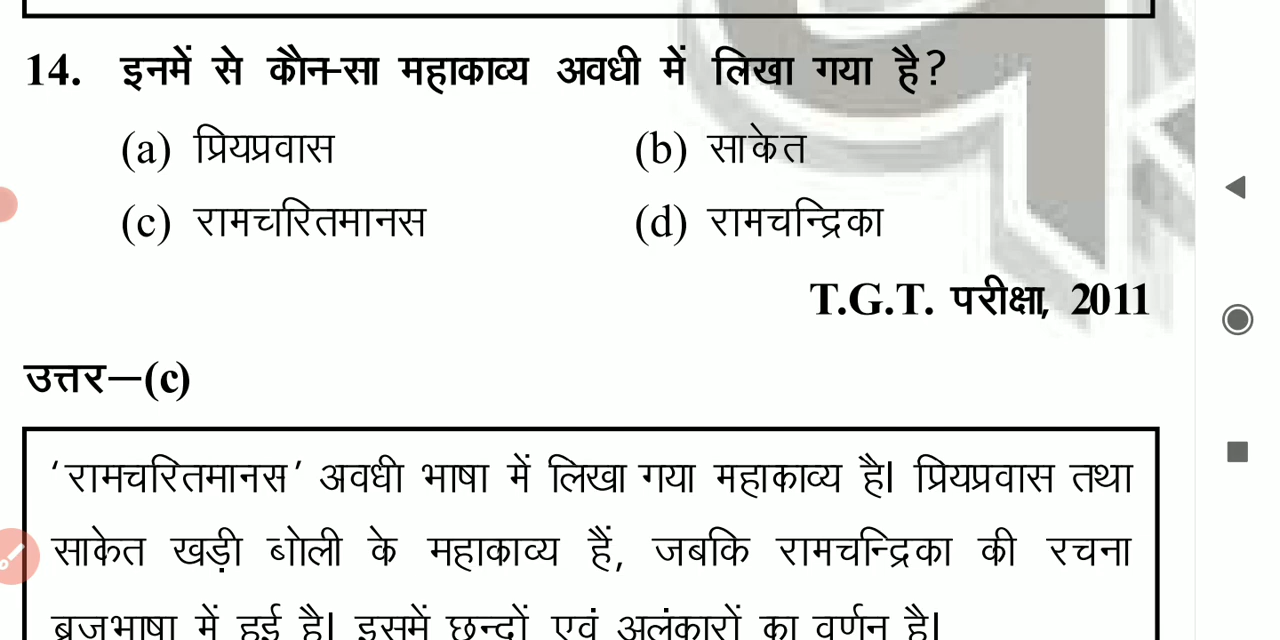 14. इनमें से कौन-सा महाकाव्य अवधी में लिखा गया है?
(a) प्रियप्रवास (b) साकेत
(c) रामचरितमानस (d) रामचन्द्रिका
T.G.T. परीक्षा, 2011
उत्तर—(c)
‘रामचरितमानस’ अवधी भाषा में लिखा गया महाकाव्य है। प्रियप्रवास तथा
साकेत खड़ी बोली के महाकाव्य हैं, जबकि रामचन्द्रिका की रचना
ब्रजभाषा में हुई है। इसमें छन्दों एवं अलंकारों का वर्णन है।